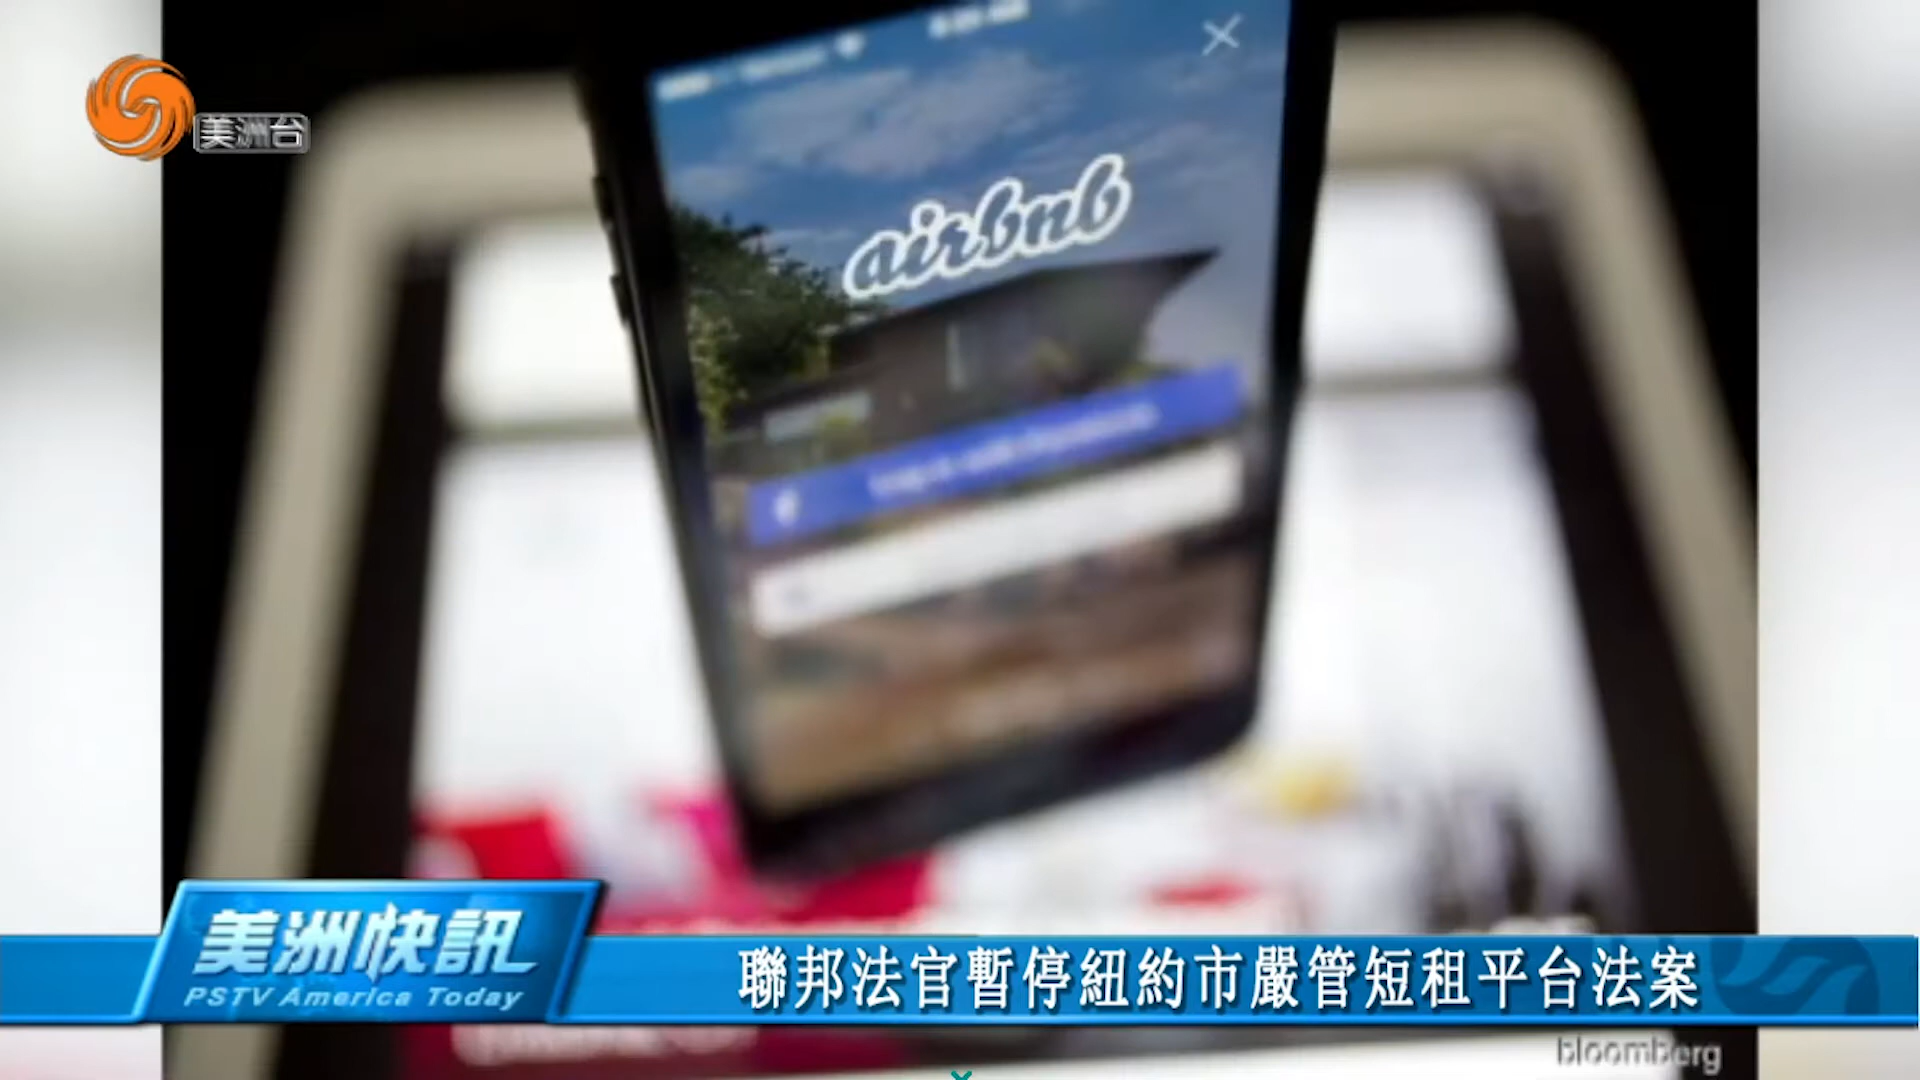 美洲台
airbnb
美洲快訊
PSTV America Today
聯邦法官暫停紐約市嚴管短租平台法案
bloomberg